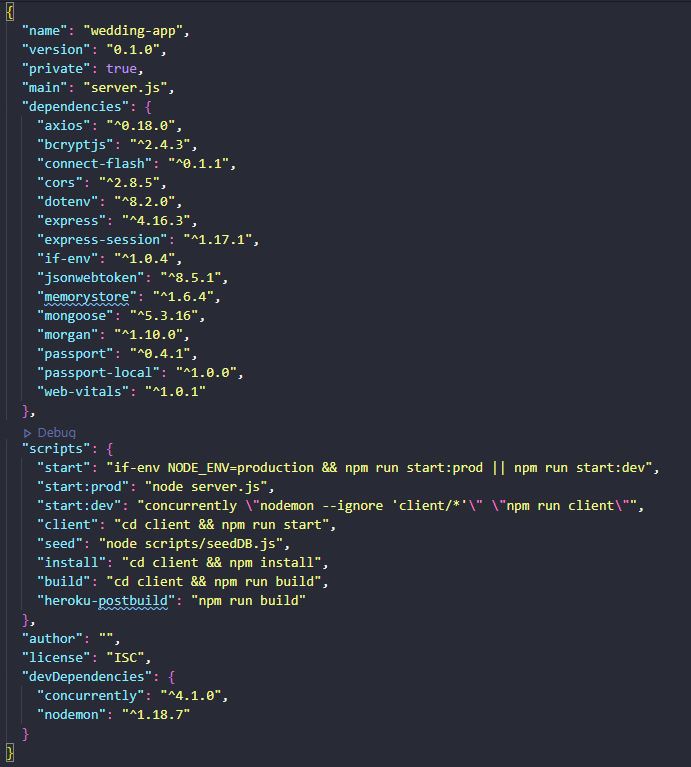 {
  "name": "wedding-app",
  "version": "0.1.0",
  "private": true,
  "main": "server.js",
  "dependencies": {
    "axios": "^0.18.0",
    "bcryptjs": "^2.4.3",
    "connect-flash": "^0.1.1",
    "cors": "^2.8.5",
    "dotenv": "^8.2.0",
    "express": "^4.16.3",
    "express-session": "^1.17.1",
    "if-env": "^1.0.4",
    "jsonwebtoken": "^8.5.1",
    "memorystore": "^1.6.4",
    "mongoose": "^5.3.16",
    "morgan": "^1.10.0",
    "passport": "^0.4.1",
    "passport-local": "^1.0.0",
    "web-vitals": "^1.0.1"
  },
  Debug
  "scripts": {
    "start": "if-env NODE_ENV=production && npm run start:prod || npm run start:dev",
    "start:prod": "node server.js",
    "start:dev": "concurrently \"nodemon --ignore 'client/*'\" \"npm run client\"",
    "client": "cd client && npm run start",
    "seed": "node scripts/seedDB.js",
    "install": "cd client && npm install",
    "build": "cd client && npm run build",
    "heroku-postbuild": "npm run build"
  },
  "author": "",
  "license": "ISC",
  "devDependencies": {
    "concurrently": "^4.1.0",
    "nodemon": "^1.18.7"
  }
}